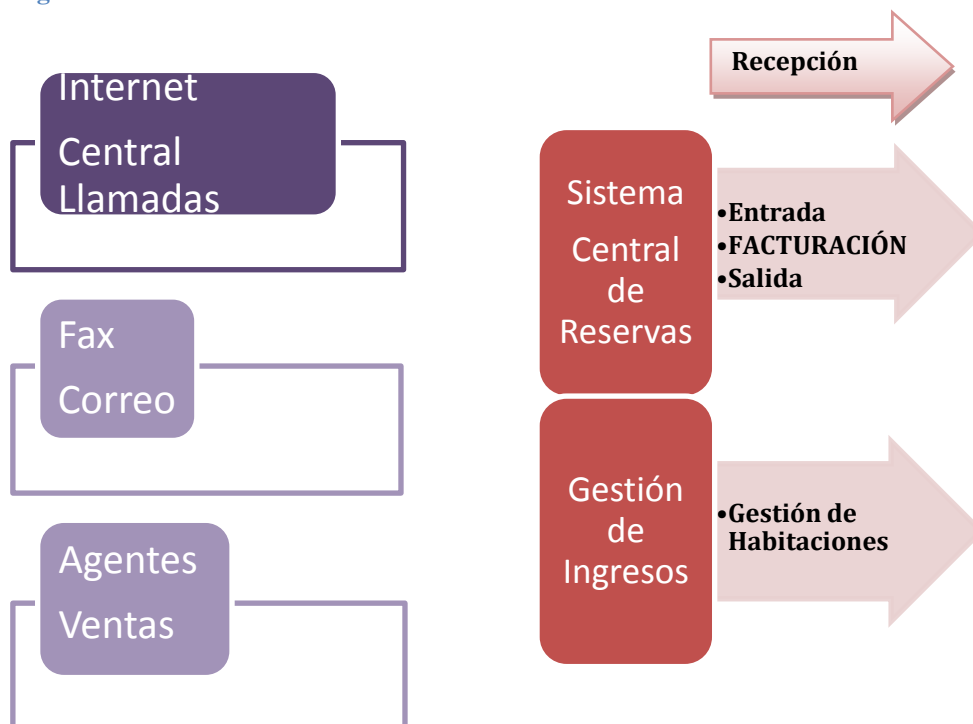 Internet
Central
Llamadas
Fax
Correo
Agentes
Ventas
Recepción
Sistema
Central
de
Reservas
•Entrada
•FACTURACIÓN
•Salida
Gestión
de
Ingresos
•Gestión de
Habitaciones